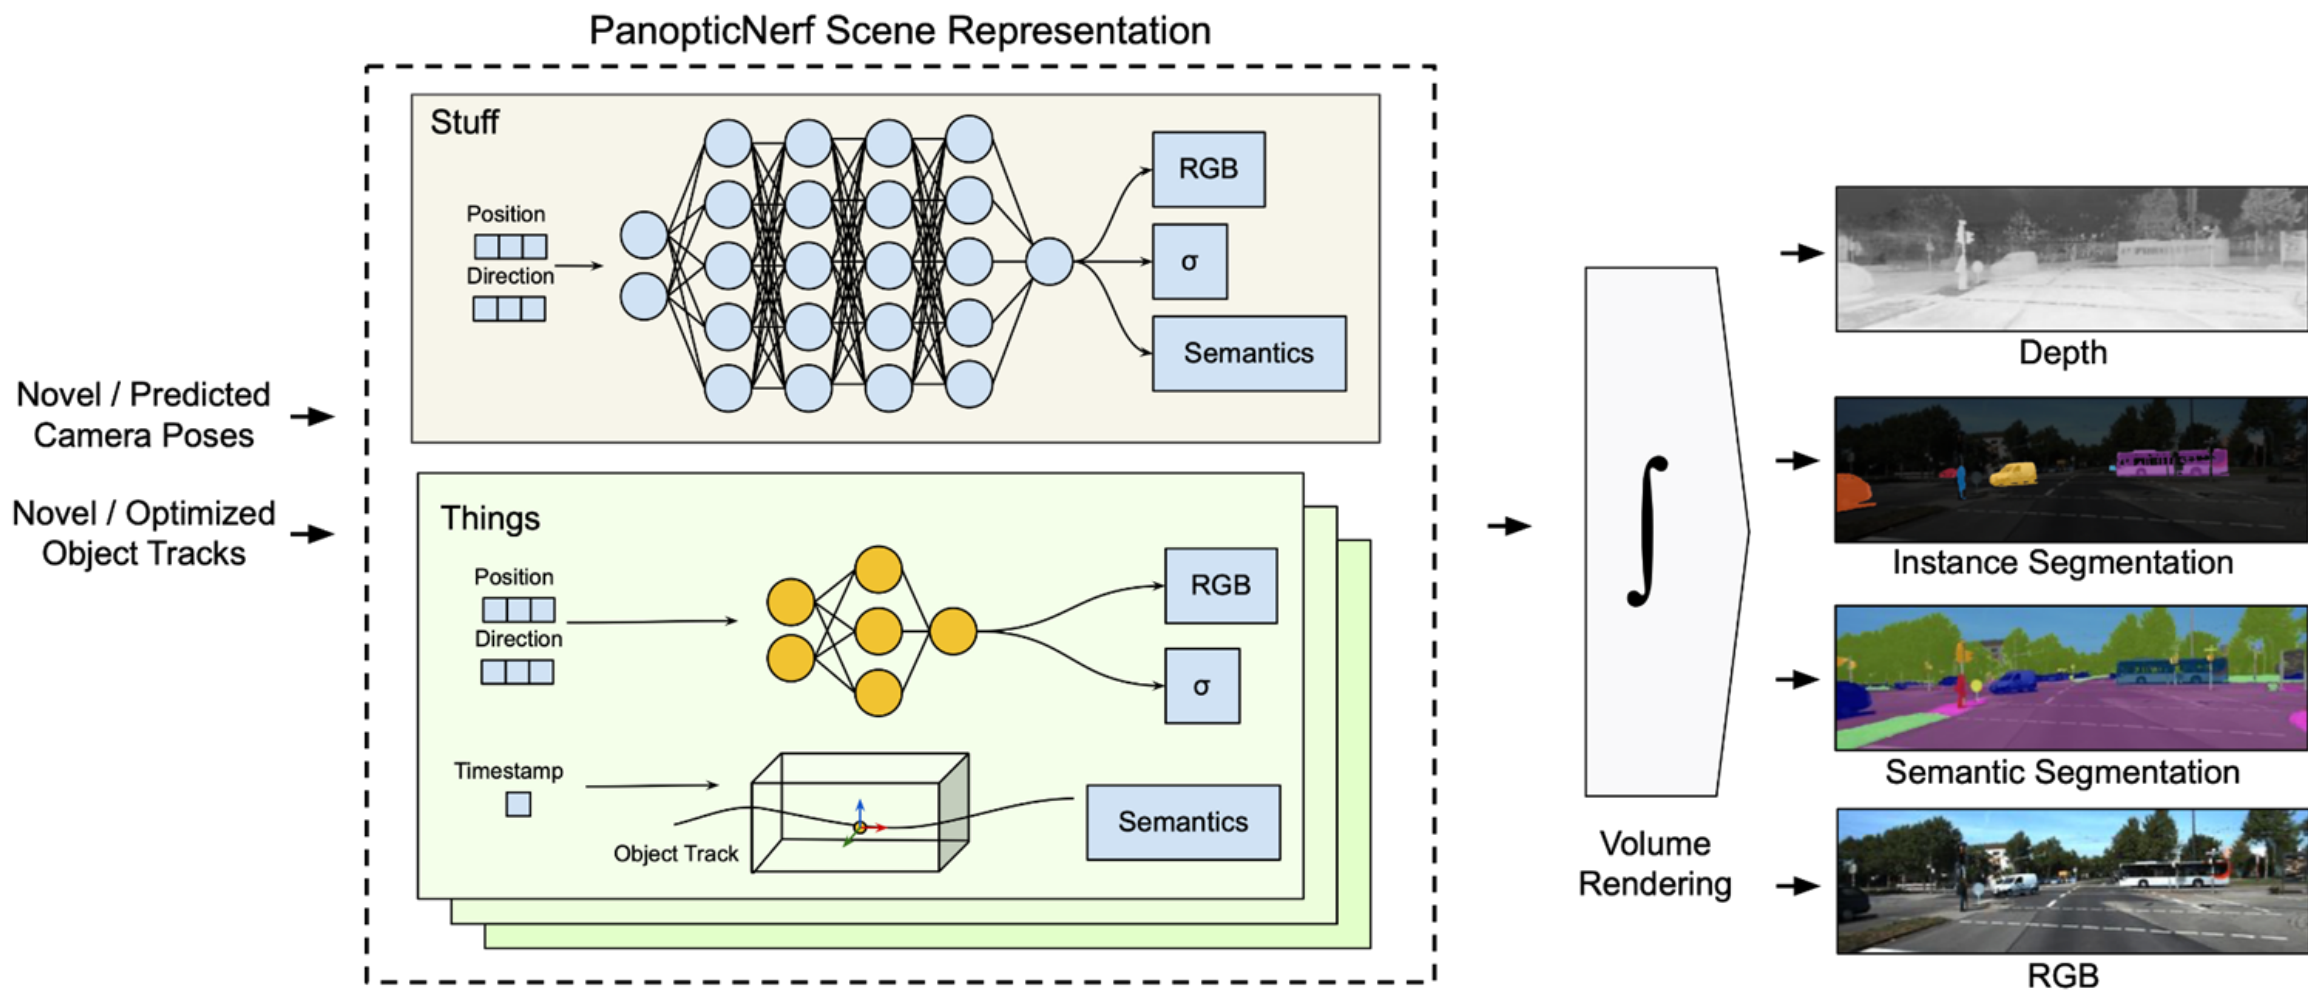 PanopticNerf Scene Representation
Novel / Predicted
Camera Poses
Novel / Optimized
Object Tracks
Stuff
Position
Direction
RGB
σ
Semantics
Things
Position
Direction
RGB
σ
Timestamp
Object Track
Semantics
∫
Volume
Rendering
Depth
Instance Segmentation
Semantic Segmentation
RGB